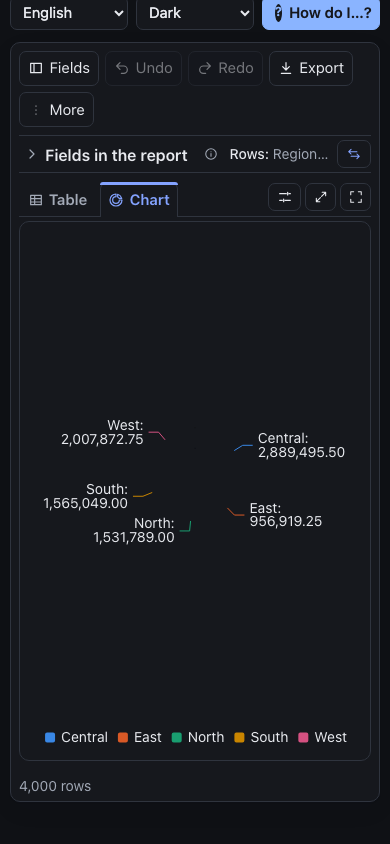 English Dark ? How do I...?
Fields Undo Redo Export
More
Fields in the report Rows: Region...
Table Chart
West:
2,007,872.75
Central:
2,889,495.50
South:
1,565,049.00
East:
956,919.25
North:
1,531,789.00
Central East North South West
4,000 rows